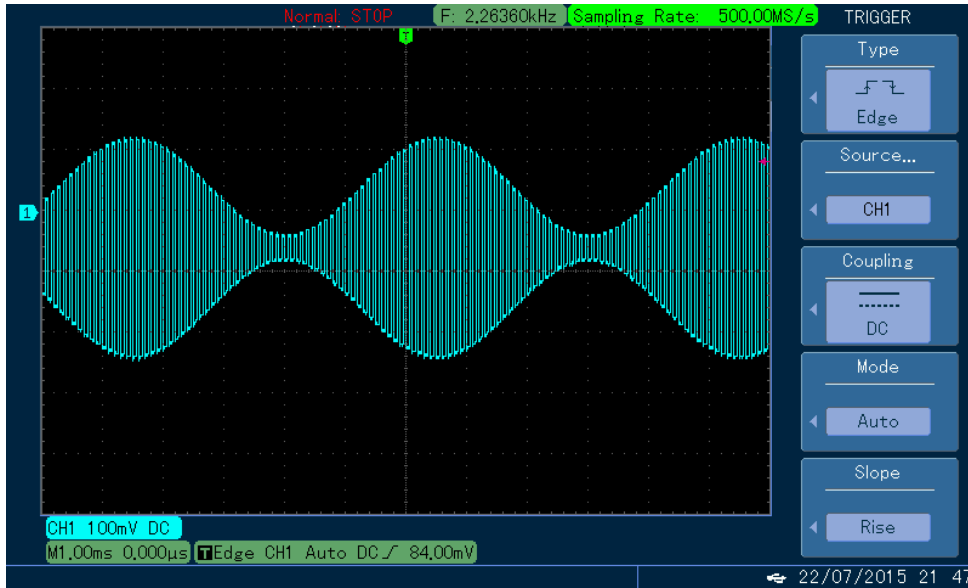 Normal STOP F: 2,26360kHz Sampling Rate: 500,00MS/s TRIGGER
T
Type
Edge
Source...
CH1
1
Coupling
DC
Mode
Auto
Slope
Rise
CH1 100mV DC
M1,00ms 0,000µs TEdge CH1 Auto DC 84,00mV
22/07/2015 21 47